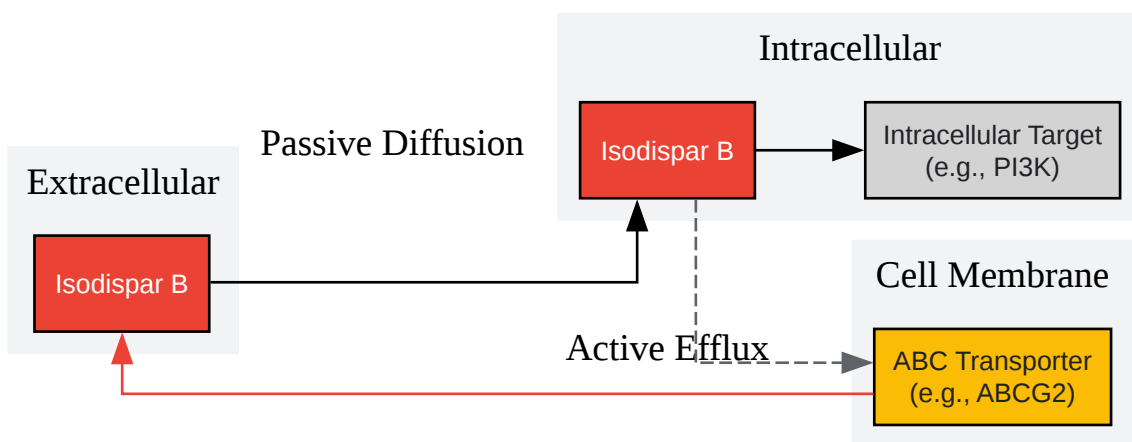 Intracellular
Passive Diffusion
Isodispar B
Intracellular Target
(e.g., PI3K)
Extracellular
Isodispar B
Cell Membrane
Active Efflux
ABC Transporter
(e.g., ABCG2)